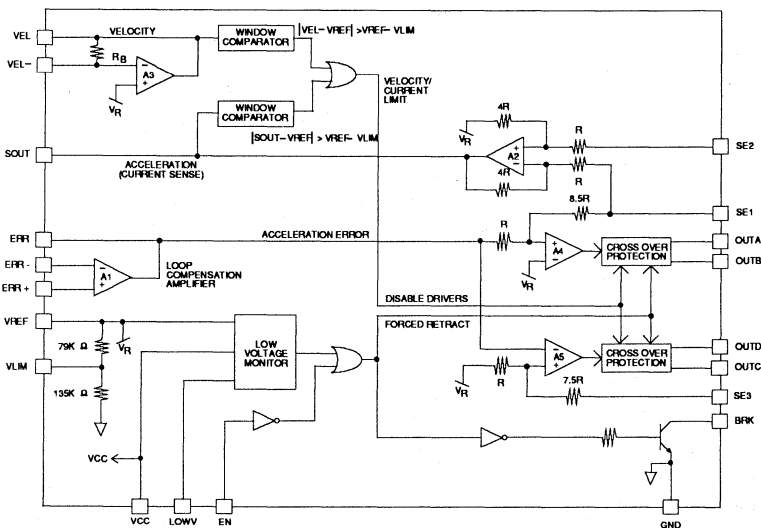 VEL
VELOCITY
WINDOW
COMPARATOR
|VEL-VREF| >VREF-VLIM
VEL-
RB
A3
-
+
VR
VELOCITY/
CURRENT
LIMIT
WINDOW
COMPARATOR
|SOUT-VREF| > VREF-VLIM
4R
VR
R
SE2
SOUT
ACCELERATION
(CURRENT SENSE)
+
A2
-
R
4R
8.5R
SE1
ERR
ACCELERATION ERROR
R
+
A4
-
VR
CROSS OVER
PROTECTION
OUTA
OUTB
ERR -
ERR +
-
A1
+
LOOP
COMPENSATION
AMPLIFIER
DISABLE DRIVERS
VREF
FORCED RETRACT
79K Ω
VR
LOW
VOLTAGE
MONITOR
VLIM
135K Ω
-
A5
+
CROSS OVER
PROTECTION
OUTD
OUTC
VR
R
7.5R
SE3
BRK
VCC
VCC
LOWV
EN
GND